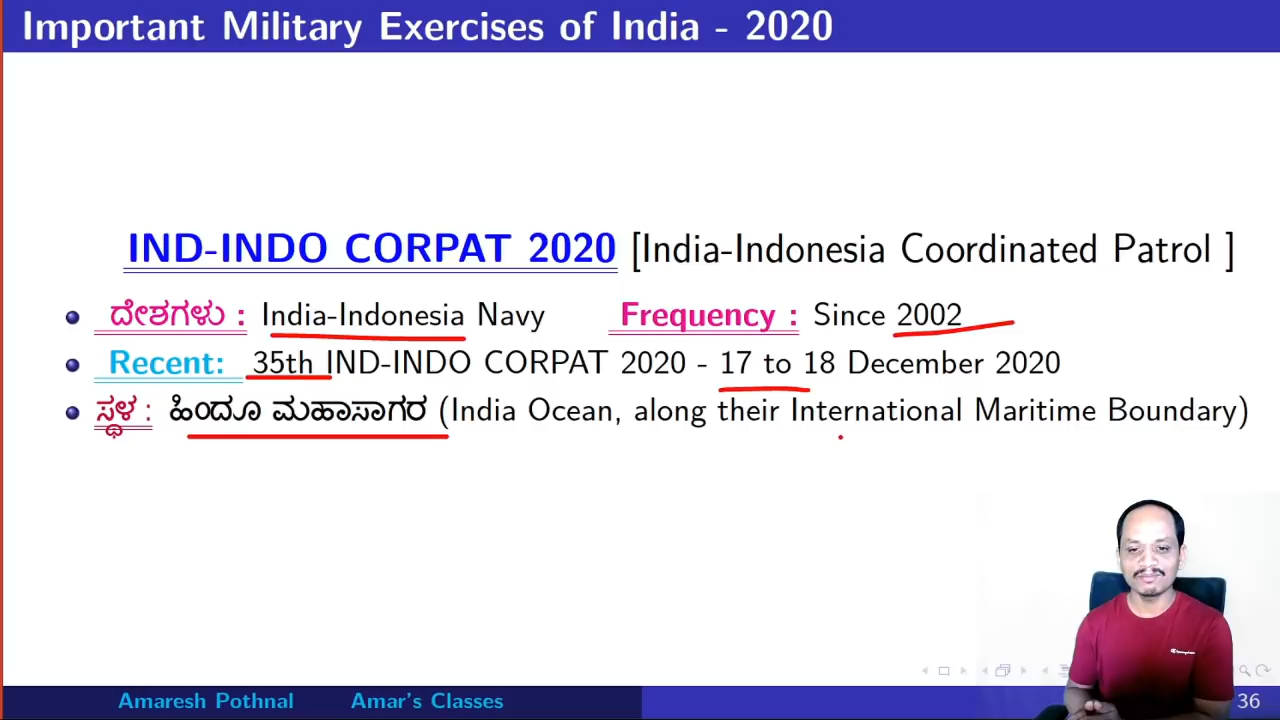 Important Military Exercises of India - 2020
IND-INDO CORPAT 2020 [India-Indonesia Coordinated Patrol ]
ದೇಶಗಳು : India-Indonesia Navy Frequency : Since 2002
Recent: 35th IND-INDO CORPAT 2020 - 17 to 18 December 2020
ಸ್ಥಳ : ಹಿಂದೂ ಮಹಾಸಾಗರ (India Ocean, along their International Maritime Boundary)
Amaresh Pothnal Amar's Classes 36